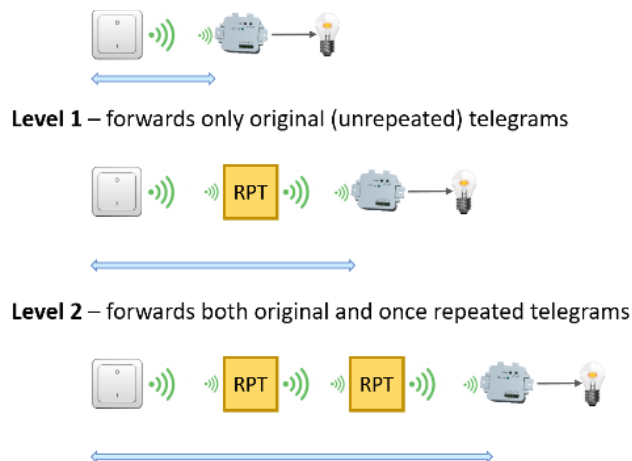 Level 1 – forwards only original (unrepeated) telegrams
RPT
Level 2 – forwards both original and once repeated telegrams
RPT RPT